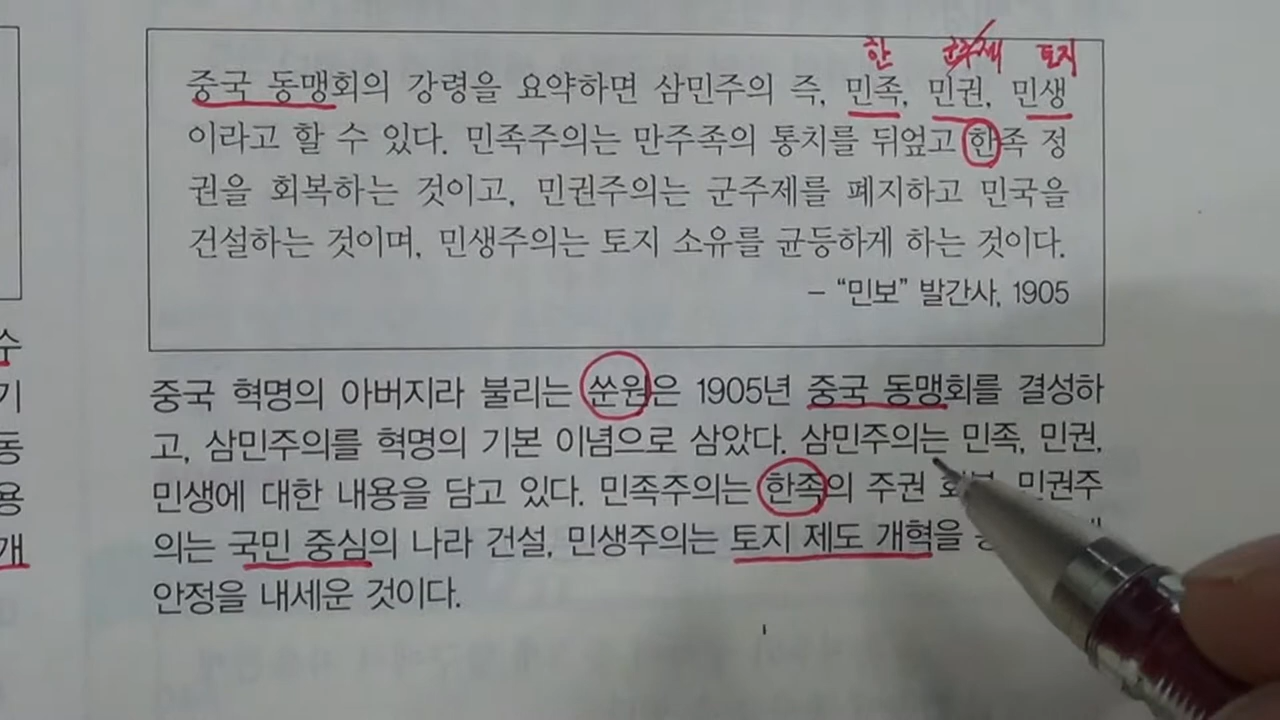 한 군주제 토지
중국 동맹회의 강령을 요약하면 삼민주의 즉, 민족, 민권, 민생
이라고 할 수 있다. 민족주의는 만주족의 통치를 뒤엎고 한족 정
권을 회복하는 것이고, 민권주의는 군주제를 폐지하고 민국을
건설하는 것이며, 민생주의는 토지 소유를 균등하게 하는 것이다.
– “민보” 발간사, 1905
중국 혁명의 아버지라 불리는 쑨원은 1905년 중국 동맹회를 결성하
고, 삼민주의를 혁명의 기본 이념으로 삼았다. 삼민주의는 민족, 민권,
민생에 대한 내용을 담고 있다. 민족주의는 한족의 주권 민권주
의는 국민 중심의 나라 건설, 민생주의는 토지 제도 개혁을
안정을 내세운 것이다.
수
기
동
용
개